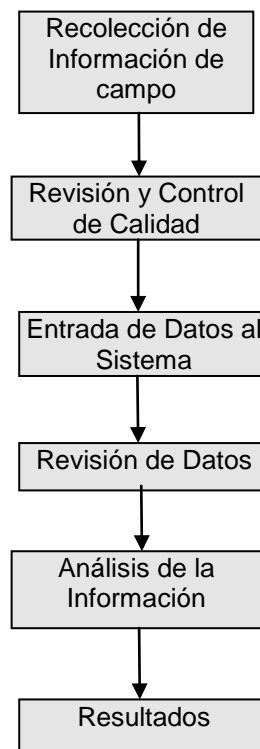 Recolección de
Información de
campo
Revisión y Control
de Calidad
Entrada de Datos al
Sistema
Revisión de Datos
Análisis de la
Información
Resultados